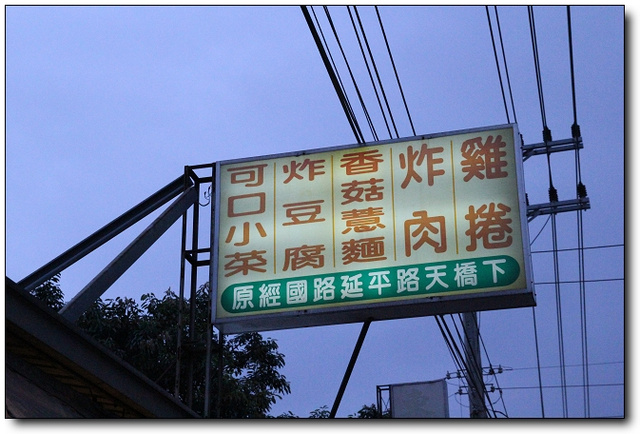 雞捲
炸肉
香菇薏麵
炸豆腐
可口小菜
原經國路延平路天橋下